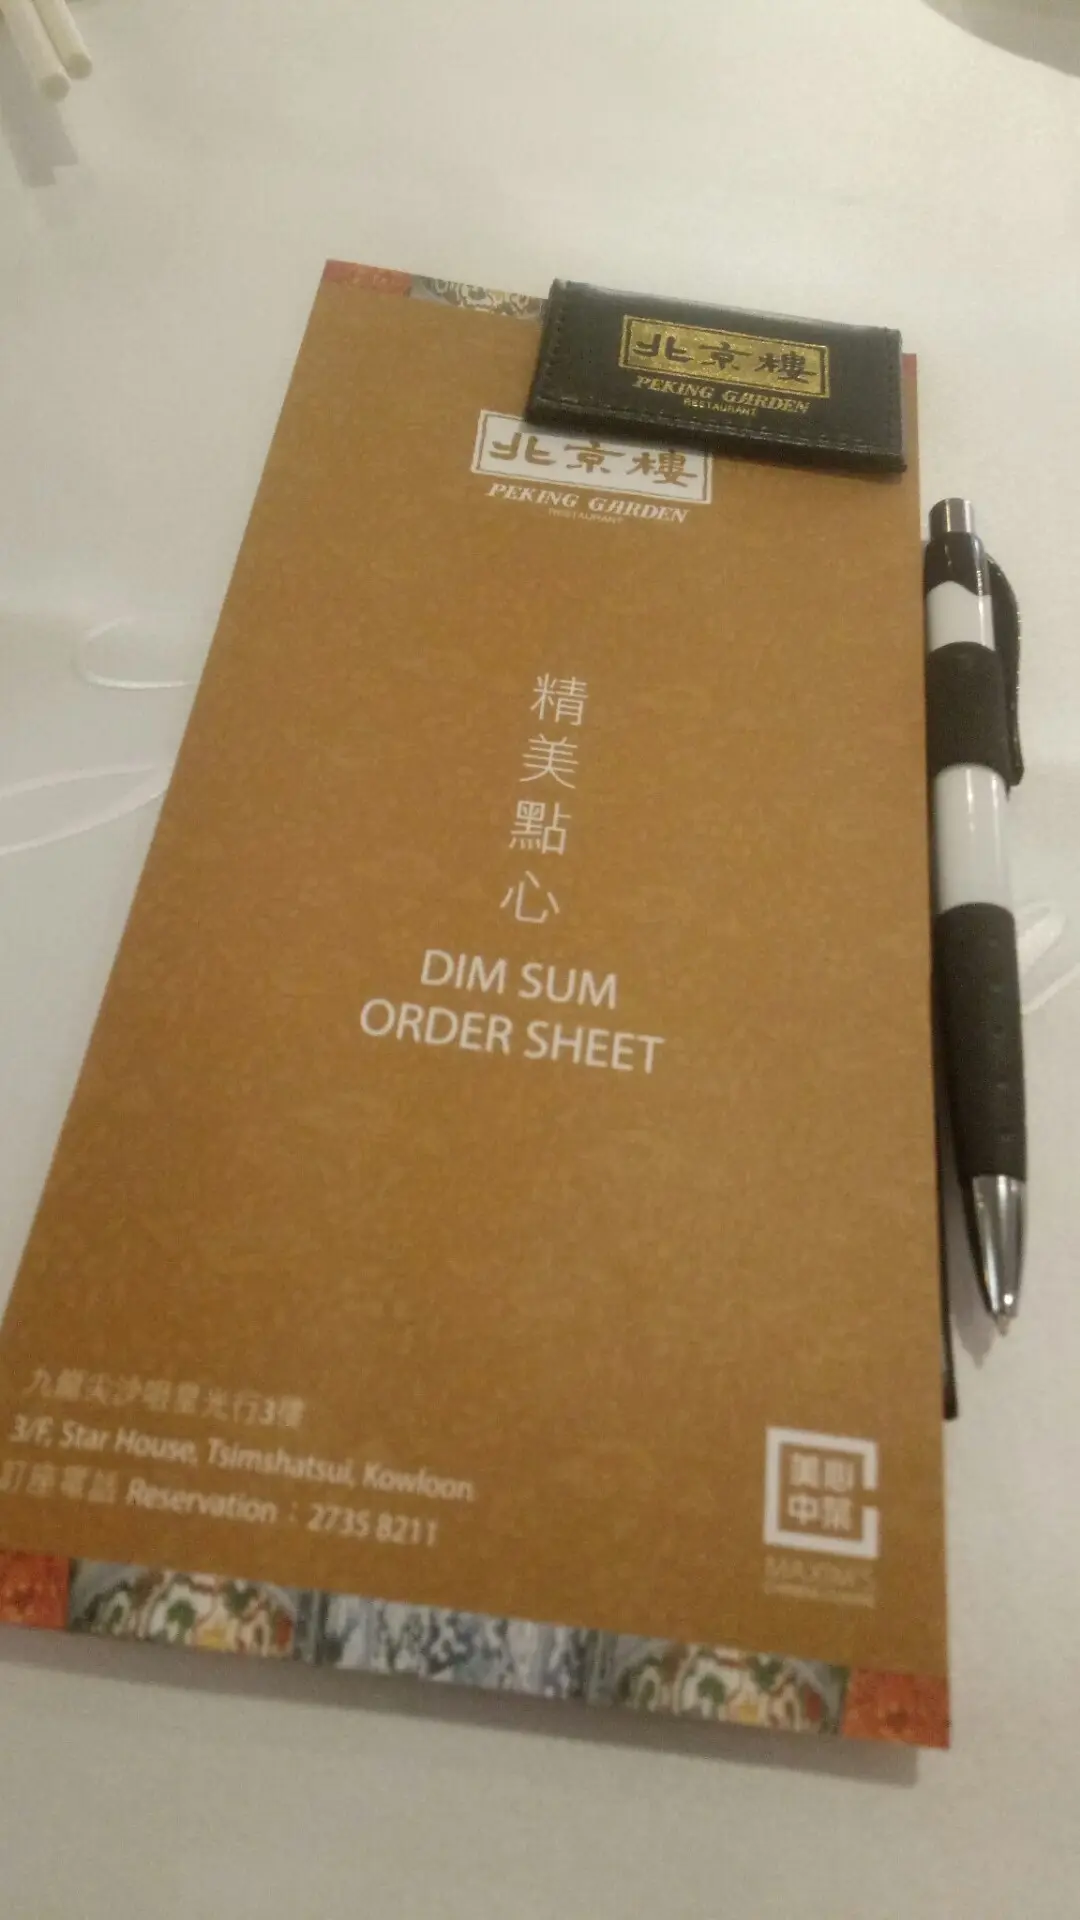 北京樓
PEKING GARDEN
RESTAURANT
北京樓
PEKING GARDEN
RESTAURANT
精
美
點
心
DIM SUM
ORDER SHEET
九龍尖沙咀星光行3樓
3/F, Star House, Tsimshatsui, Kowloon
訂座電話 Reservation : 2735 8211
美心
中菜
MAXIM'S